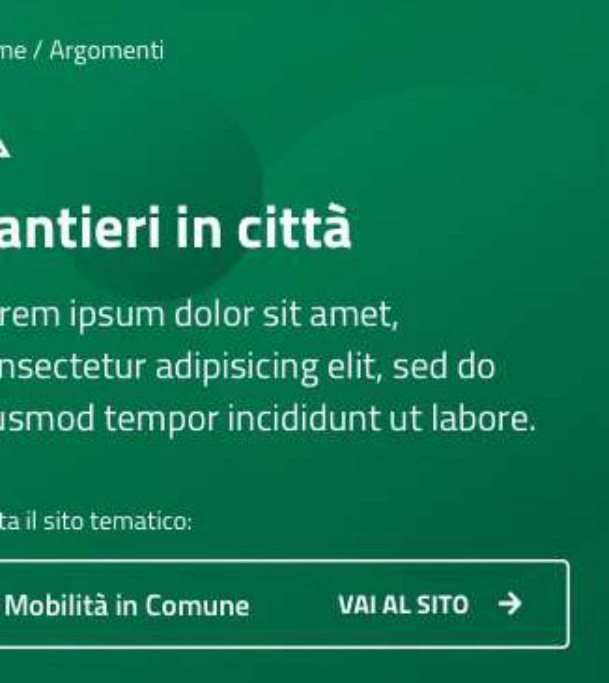 me / Argomenti
antieri in città
rem ipsum dolor sit amet,
nsectetur adipisicing elit, sed do
usmod tempor incididunt ut labore.
ta il sito tematico:
Mobilità in Comune VAI AL SITO →